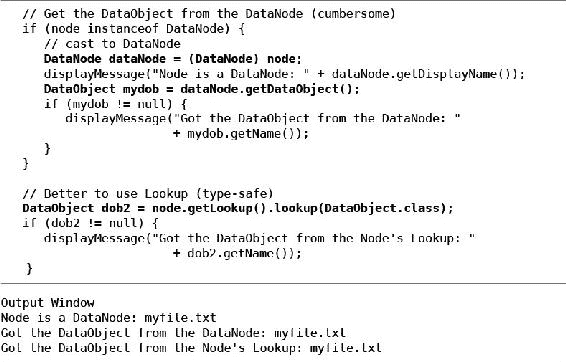 // Get the DataObject from the DataNode (cumbersome)
if (node instanceof DataNode) {
// cast to DataNode
DataNode dataNode = (DataNode) node;
displayMessage("Node is a DataNode: " + dataNode.getDisplayName());
DataObject mydob = dataNode.getDataObject();
if (mydob != null) {
displayMessage("Got the DataObject from the DataNode: "
+ mydob.getName());
}
}
// Better to use Lookup (type-safe)
DataObject dob2 = node.getLookup().lookup(DataObject.class);
if (dob2 != null) {
displayMessage("Got the DataObject from the Node's Lookup: "
+ dob2.getName());
}
Output Window
Node is a DataNode: myfile.txt
Got the DataObject from the DataNode: myfile.txt
Got the DataObject from the Node's Lookup: myfile.txt